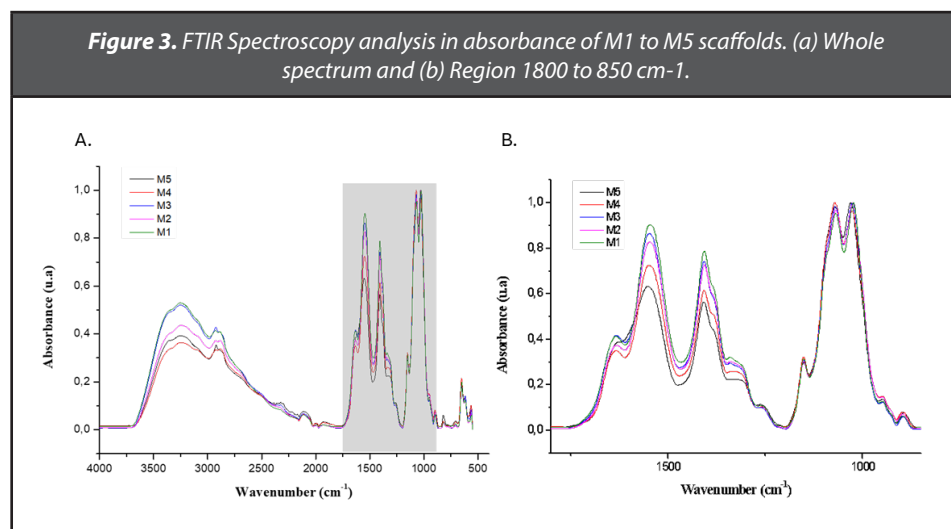 Figure 3. FTIR Spectroscopy analysis in absorbance of M1 to M5 scaffolds. (a) Whole
spectrum and (b) Region 1800 to 850 cm-1.
A.
M5
M4
M3
M2
M1
1,0
0,8
0,6
0,4
0,2
0,0
Absorbance (u.a)
4000 3500 3000 2500 2000 1500 1000 500
Wavenumber (cm⁻¹)
B.
M5
M4
M3
M2
M1
1,0
0,8
0,6
0,4
0,2
0,0
Absorbance (u.a)
1500 1000
Wavenumber (cm⁻¹)